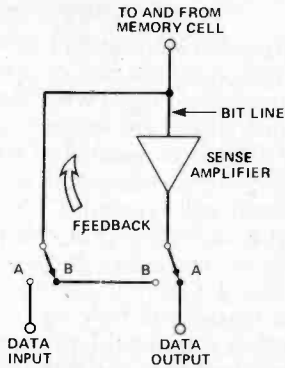 TO AND FROM
MEMORY CELL
BIT LINE
SENSE
AMPLIFIER
FEEDBACK
A B B A
DATA
INPUT
DATA
OUTPUT